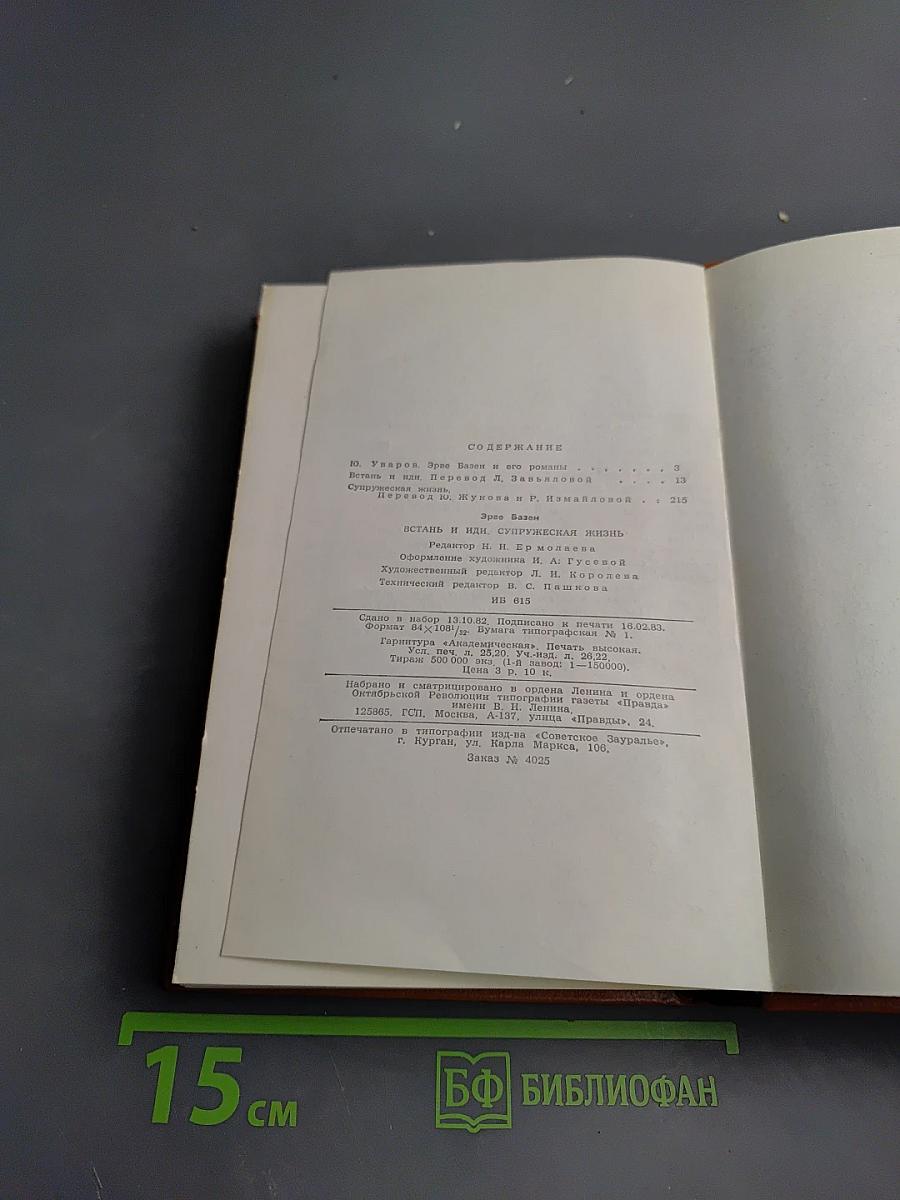 СОДЕРЖАНИЕ
Ю. Уваров. Эрве Базен и его романы . . . . . . . 3
Встань и иди. Перевод Л. Завьяловой . . . . 13
Супружеская жизнь.
Перевод Ю. Жукова и Р. Измайловой . . 215
Эрве Базен
ВСТАНЬ И ИДИ. СУПРУЖЕСКАЯ ЖИЗНЬ
Редактор Н. Н. Ермолаева
Оформление художника И. А. Гусевой
Художественный редактор Л. И. Королева
Технический редактор В. С. Пашкова
ИБ 615
Сдано в набор 13.10.82. Подписано к печати 16.02.83.
Формат 84×108¹/₃₂. Бумага типографская № 1.
Гарнитура «Академическая». Печать высокая.
Усл. печ. л. 25,20. Уч.-изд. л. 26,22.
Тираж 500 000 экз. (1-й завод: 1—150000).
Цена 3 р. 10 к.
Набрано и сматрицировано в ордена Ленина и ордена
Октябрьской Революции типографии газеты «Правда»
имени В. И. Ленина,
125865, ГСП, Москва, А-137, улица «Правды», 24.
Отпечатано в типографии изд-ва «Советское Зауралье»,
г. Курган, ул. Карла Маркса, 106.
Заказ № 4025
15 см
БФ БИБЛИОФАН